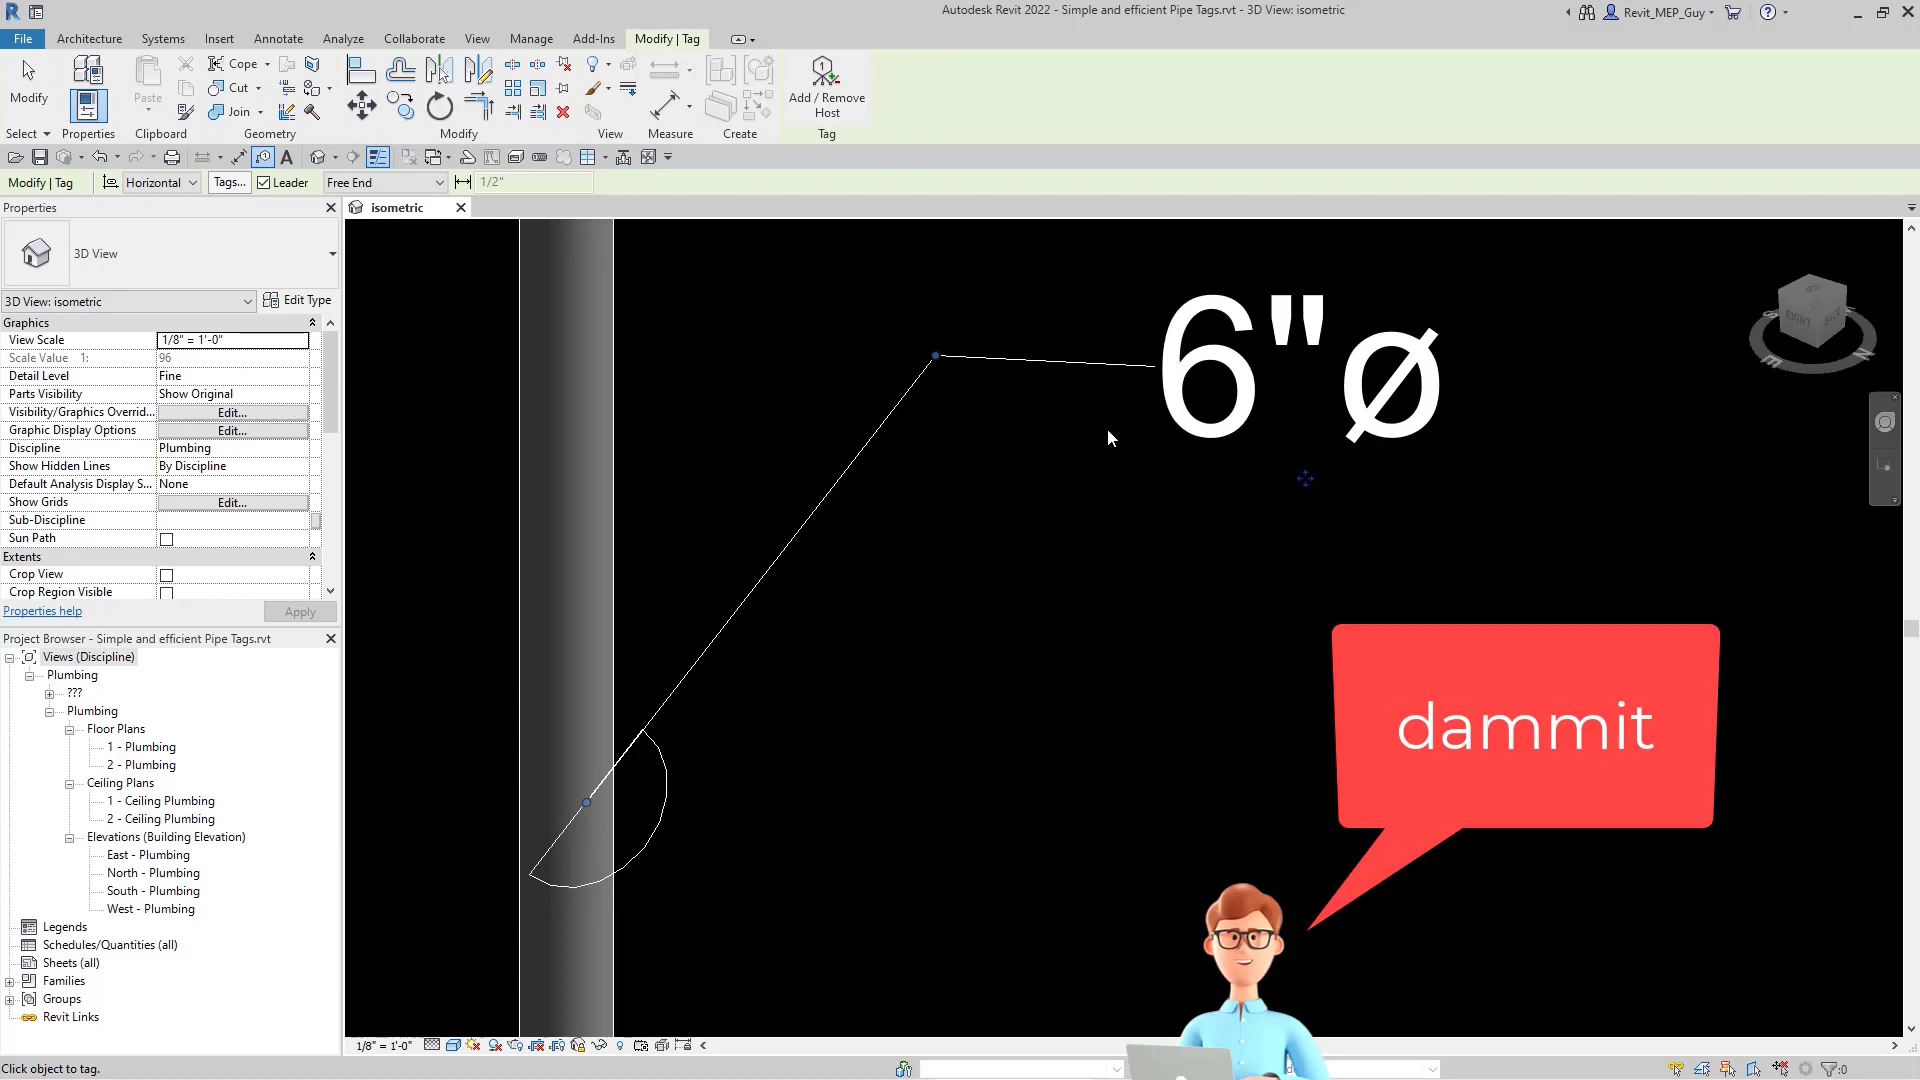 Autodesk Revit 2022 - Simple and efficient Pipe Tags.rvt - 3D View: isometric
Revit_MEP_Guy
File Architecture Systems Insert Annotate Analyze Collaborate View Manage Add-Ins Modify | Tag
Modify
Paste
Cope
Cut
Join
Add / Remove
Host
Select Properties Clipboard Geometry Modify View Measure Create Tag
Modify | Tag Horizontal Tags... Leader Free End 1/2"
Properties
isometric
3D View
3D View: isometric Edit Type
Graphics
View Scale 1/8" = 1'-0"
Scale Value 1: 96
Detail Level Fine
Parts Visibility Show Original
Visibility/Graphics Overrid... Edit...
Graphic Display Options Edit...
Discipline Plumbing
Show Hidden Lines By Discipline
Default Analysis Display S... None
Show Grids Edit...
Sub-Discipline
Sun Path
Extents
Crop View
Crop Region Visible
Properties help Apply
Project Browser - Simple and efficient Pipe Tags.rvt
Views (Discipline)
Plumbing
???
Plumbing
Floor Plans
1 - Plumbing
2 - Plumbing
Ceiling Plans
1 - Ceiling Plumbing
2 - Ceiling Plumbing
Elevations (Building Elevation)
East - Plumbing
North - Plumbing
South - Plumbing
West - Plumbing
Legends
Schedules/Quantities (all)
Sheets (all)
Families
Groups
Revit Links
6"ø
RIGHT BACK
dammit
1/8" = 1'-0"
Click object to tag.
:0